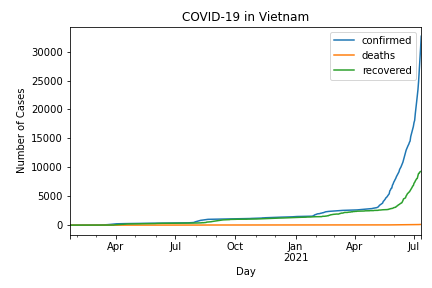 COVID-19 in Vietnam
confirmed
deaths
recovered
Number of Cases
30000
25000
20000
15000
10000
5000
0
Apr Jul Oct Jan Apr Jul
2021
Day